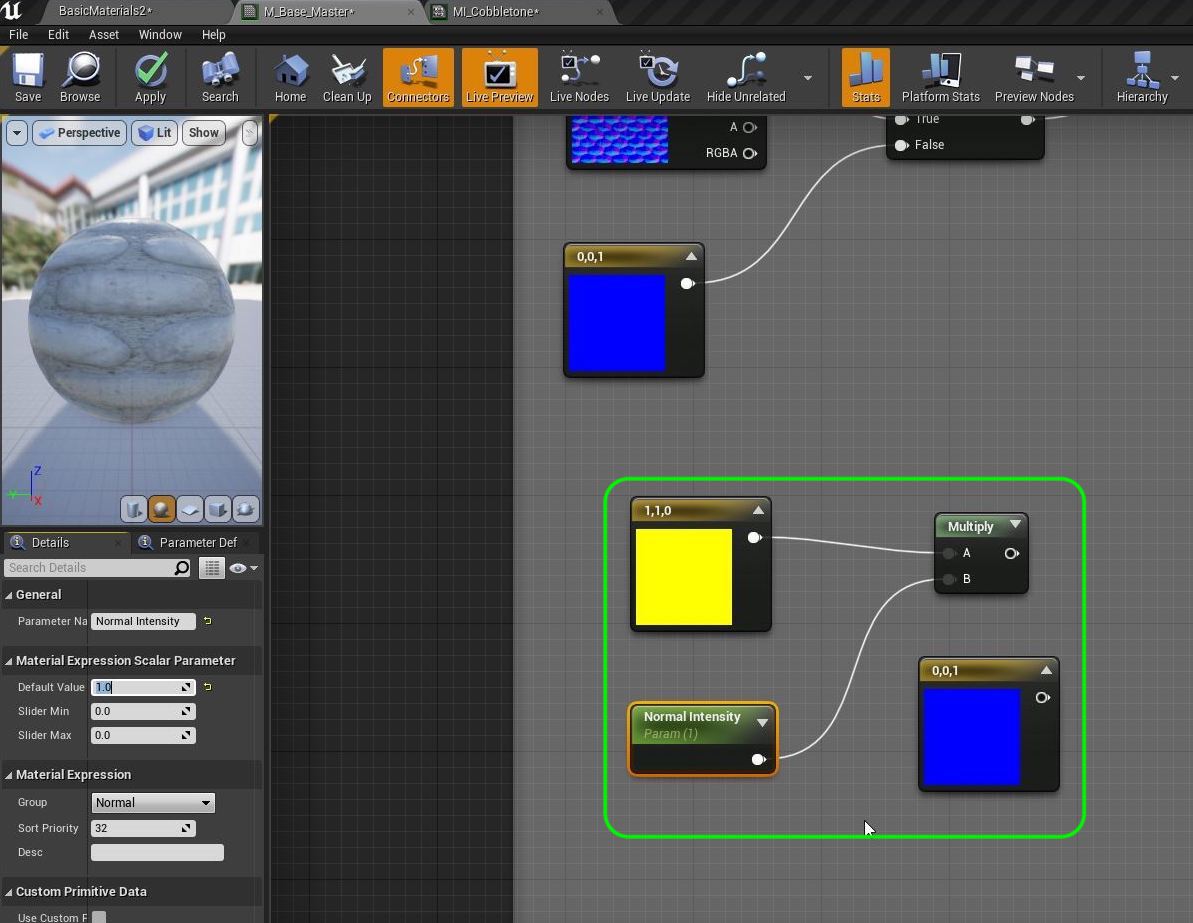 BasicMaterials2*
M_Base_Master*
MI_Cobbletone*
File Edit Asset Window Help
Save Browse Apply Search Home Clean Up Connectors Live Preview Live Nodes Live Update Hide Unrelated Stats Platform Stats Preview Nodes Hierarchy
Perspective Lit Show
A
RGBA
True
False
0,0,1
Z
Y
X
1,1,0
Multiply
A
B
0,0,1
Normal Intensity
Param (1)
Details
Parameter Def
Search Details
General
Parameter Na Normal Intensity
Material Expression Scalar Parameter
Default Value 1.0
Slider Min 0.0
Slider Max 0.0
Material Expression
Group Normal
Sort Priority 32
Desc
Custom Primitive Data
Use Custom P